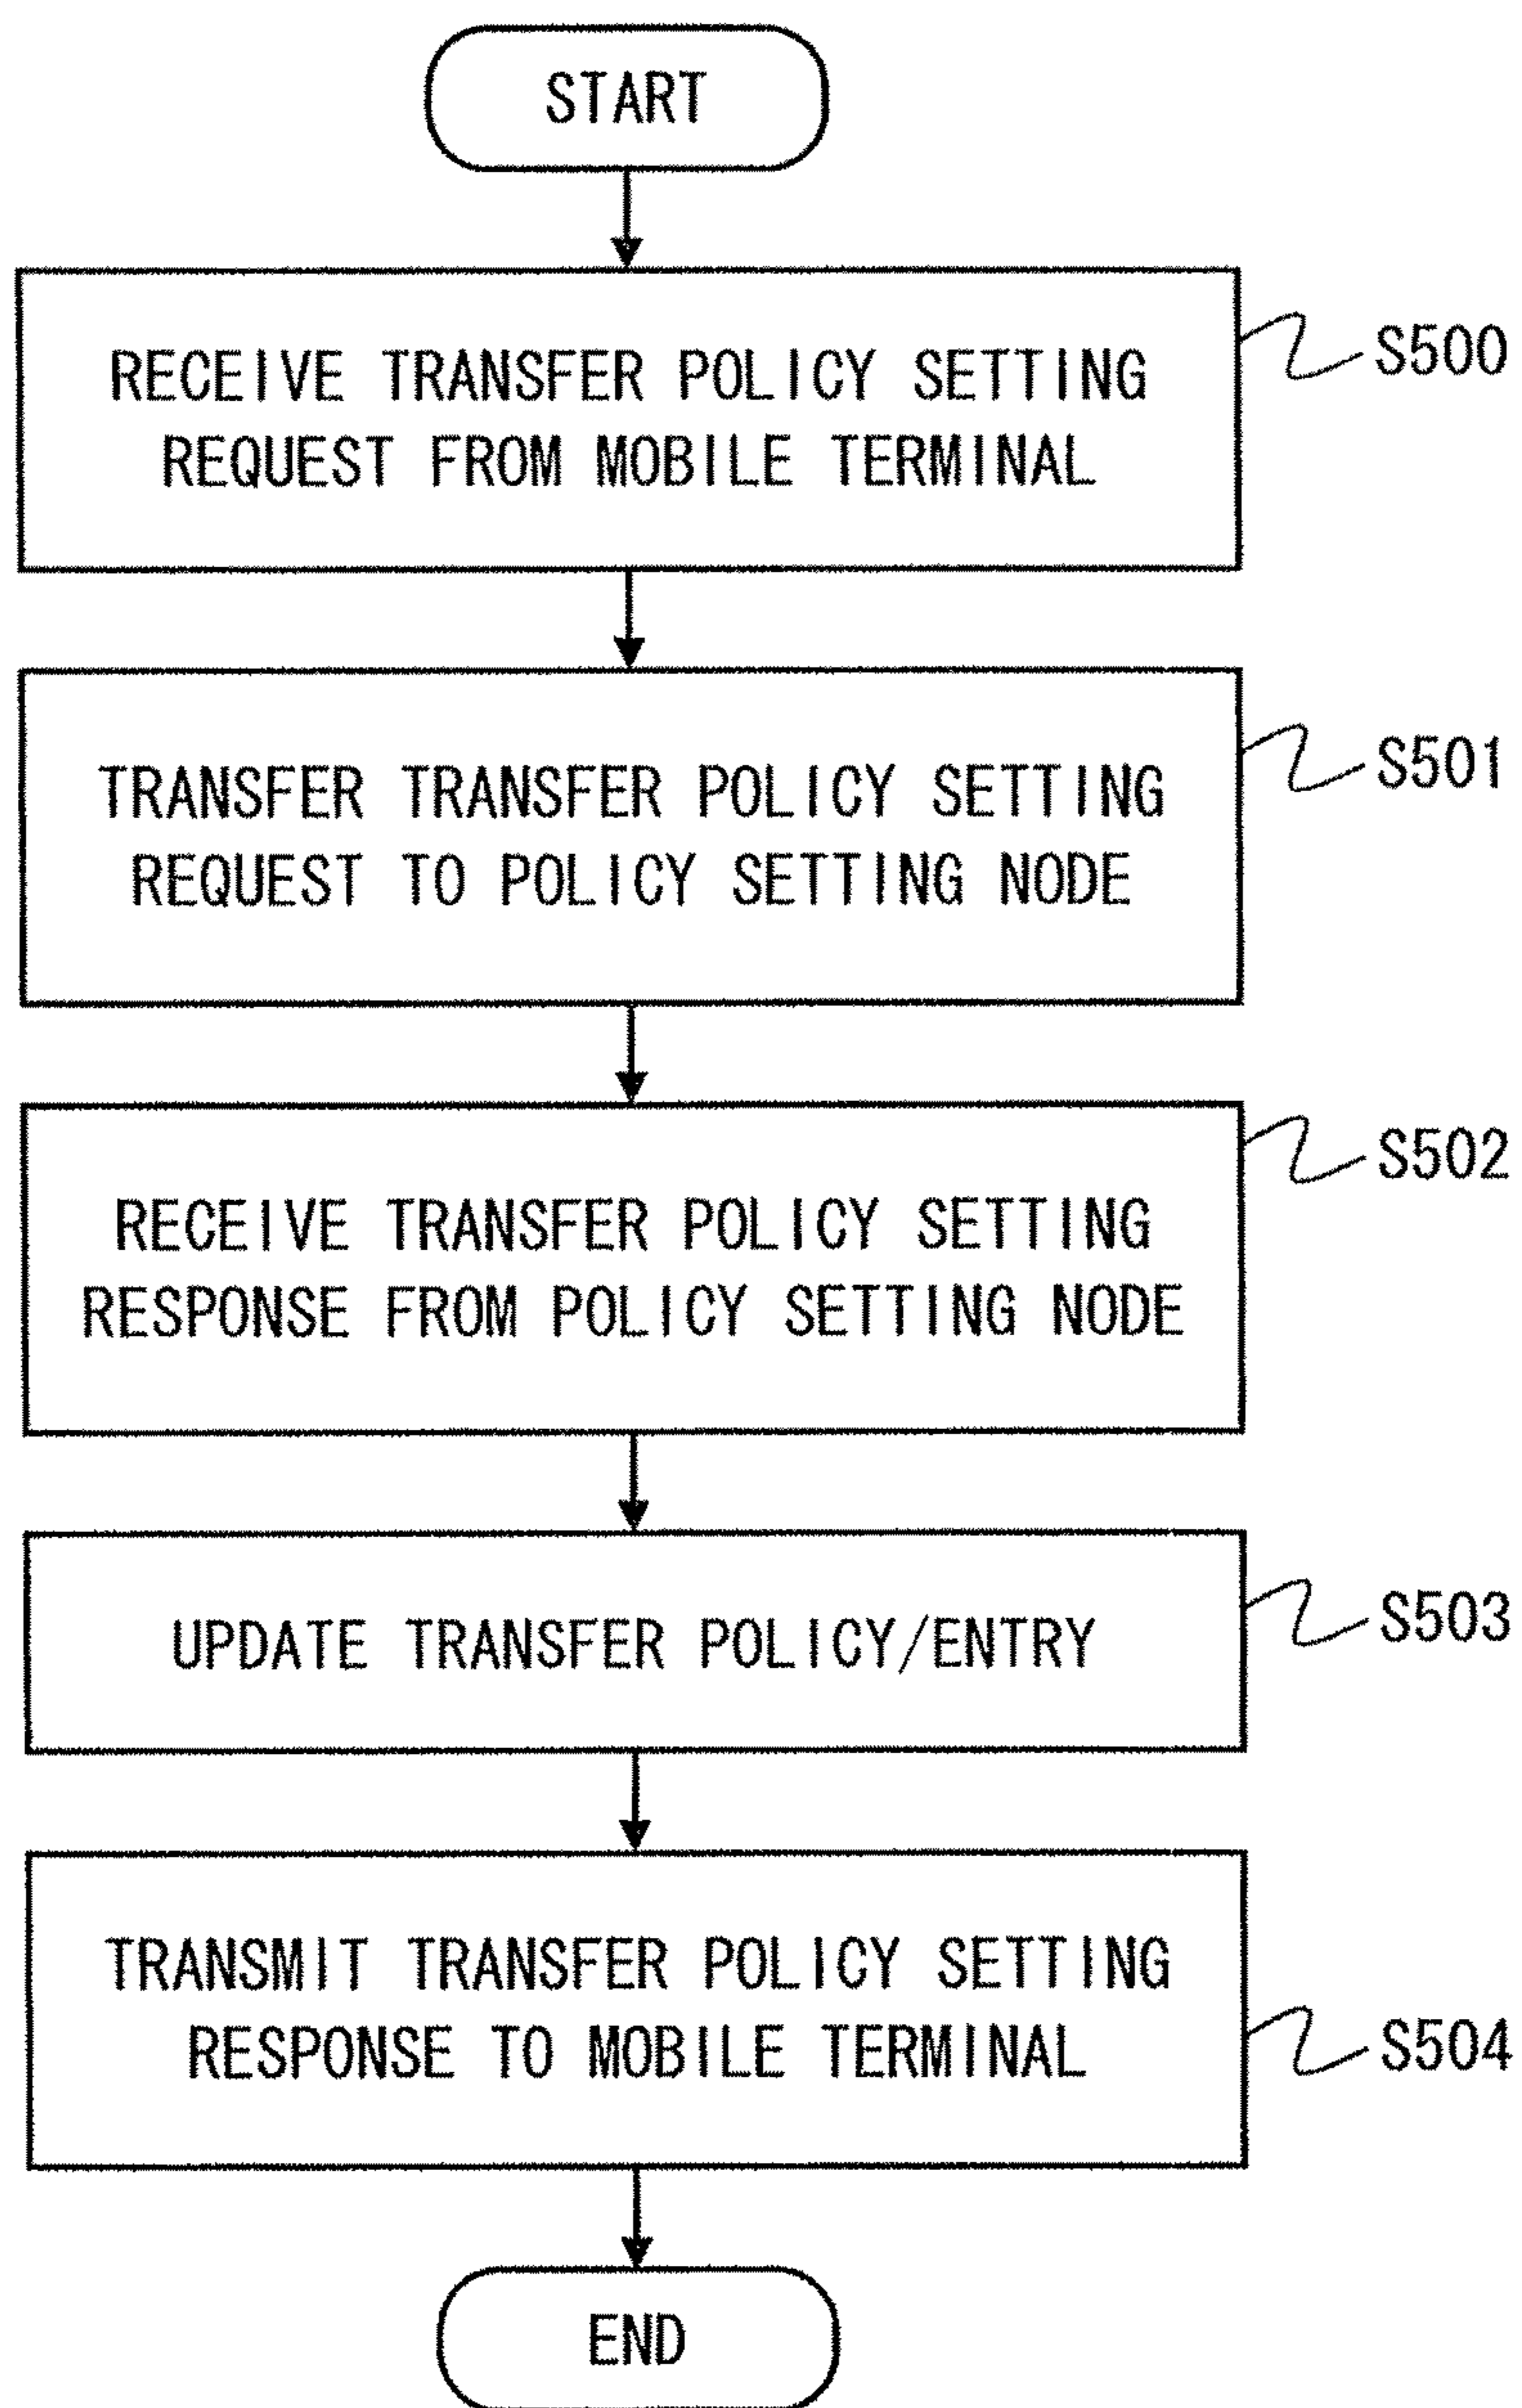 START
RECEIVE TRANSFER POLICY SETTING
REQUEST FROM MOBILE TERMINAL
S500
TRANSFER TRANSFER POLICY SETTING
REQUEST TO POLICY SETTING NODE
S501
RECEIVE TRANSFER POLICY SETTING
RESPONSE FROM POLICY SETTING NODE
S502
UPDATE TRANSFER POLICY/ENTRY
S503
TRANSMIT TRANSFER POLICY SETTING
RESPONSE TO MOBILE TERMINAL
S504
END